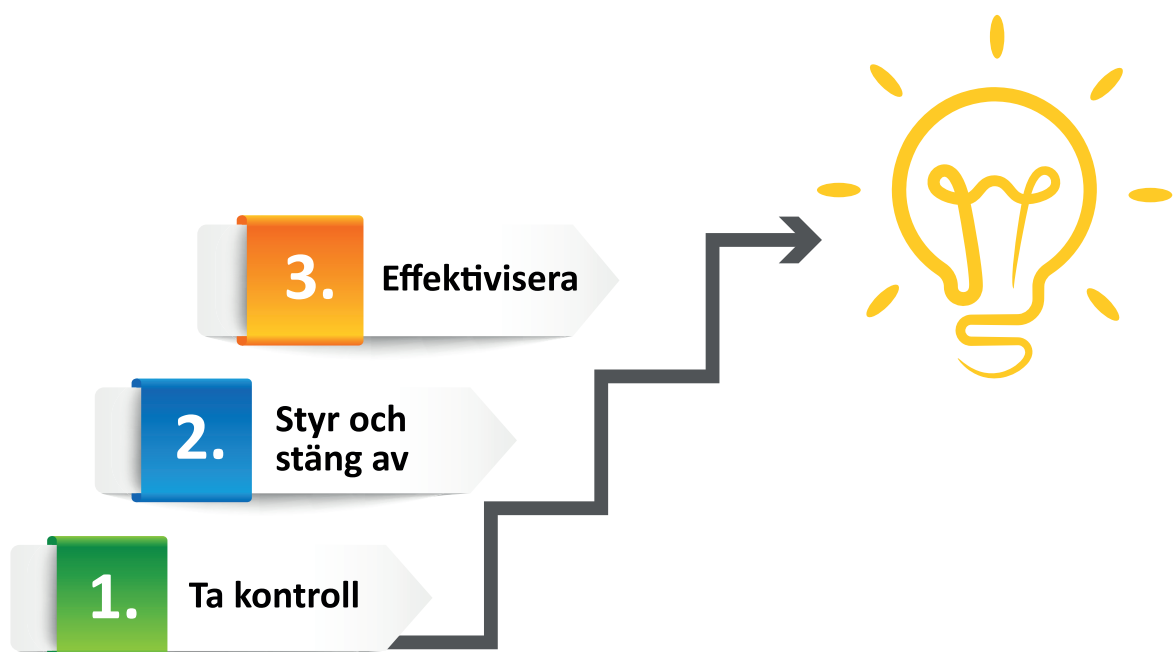 3. Effektivisera
2. Styr och
stäng av
1. Ta kontroll